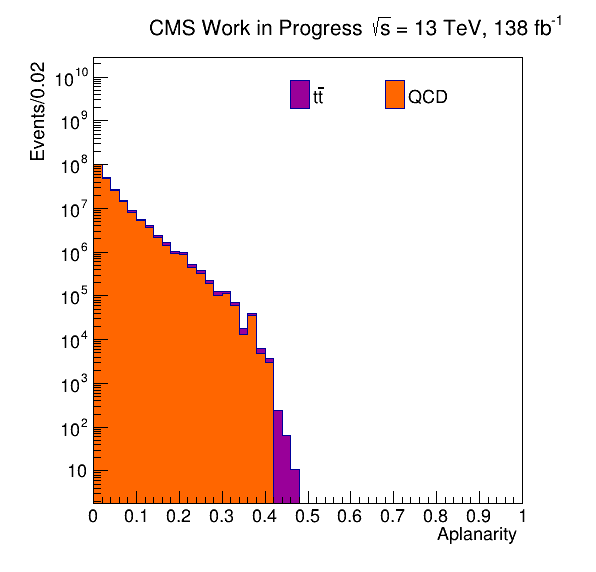 CMS Work in Progress √s = 13 TeV, 138 fb⁻¹
Events/0.02
tt̄
QCD
10¹⁰
10⁹
10⁸
10⁷
10⁶
10⁵
10⁴
10³
10²
10
0 0.1 0.2 0.3 0.4 0.5 0.6 0.7 0.8 0.9 1
Aplanarity